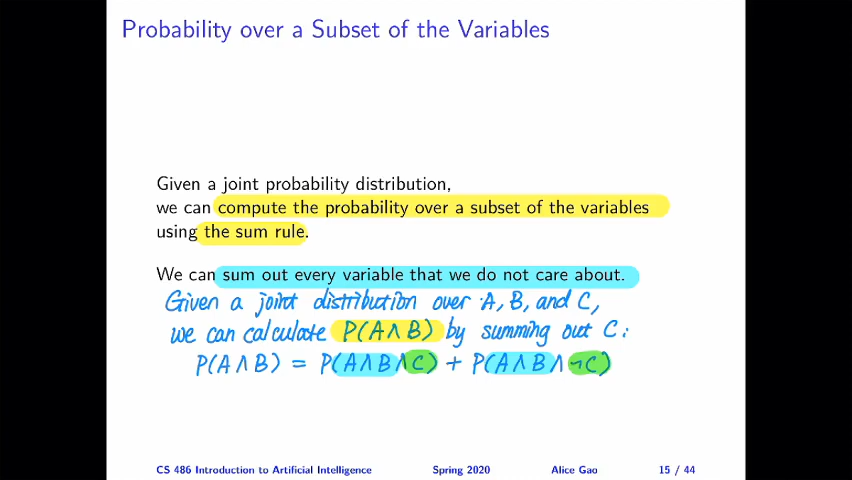 Probability over a Subset of the Variables
Given a joint probability distribution,
we can compute the probability over a subset of the variables
using the sum rule.
We can sum out every variable that we do not care about.
Given a joint distribution over A, B, and C,
we can calculate P(A ∧ B) by summing out C:
P(A ∧ B) = P(A ∧ B ∧ C) + P(A ∧ B ∧ ¬C)
CS 486 Introduction to Artificial Intelligence Spring 2020 Alice Gao 15 / 44